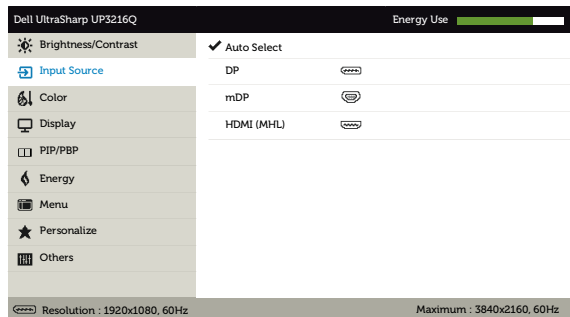 Dell UltraSharp UP3216Q
Energy Use
Brightness/Contrast
Auto Select
Input Source
DP
Color
mDP
Display
HDMI (MHL)
PIP/PBP
Energy
Menu
Personalize
Others
Resolution : 1920x1080, 60Hz
Maximum : 3840x2160, 60Hz